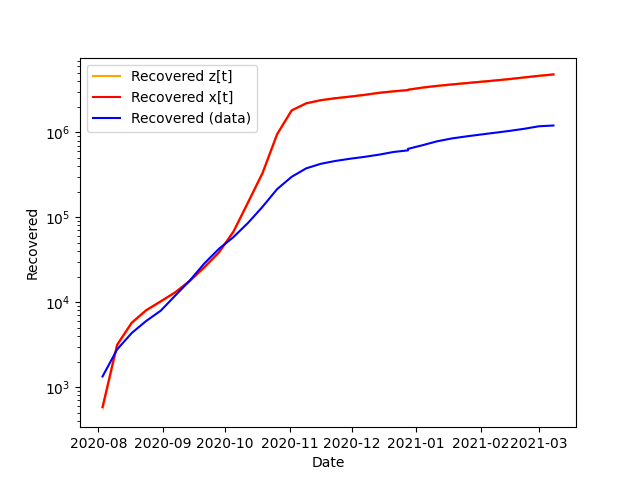 Recovered z[t]
Recovered x[t]
Recovered (data)
10^6
10^5
10^4
10^3
Recovered
2020-08 2020-09 2020-10 2020-11 2020-12 2021-01 2021-02 2021-03
Date